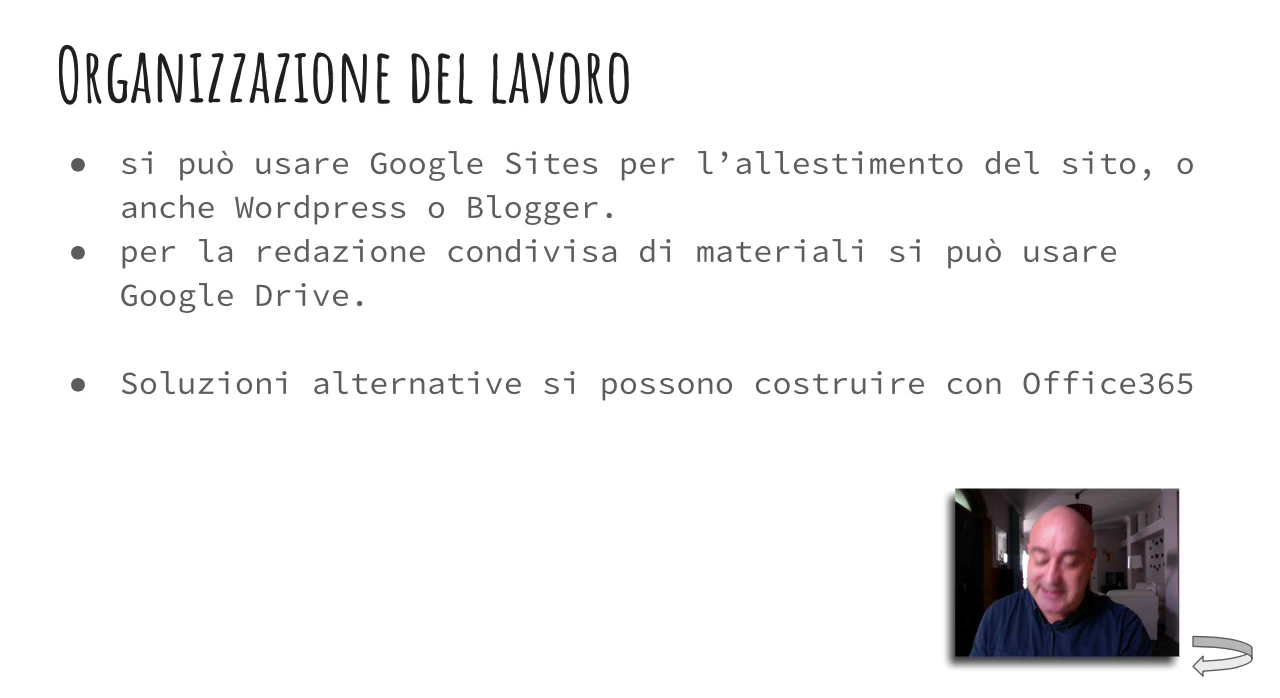 Organizzazione del lavoro
● si può usare Google Sites per l’allestimento del sito, o
anche Wordpress o Blogger.
● per la redazione condivisa di materiali si può usare
Google Drive.
● Soluzioni alternative si possono costruire con Office365